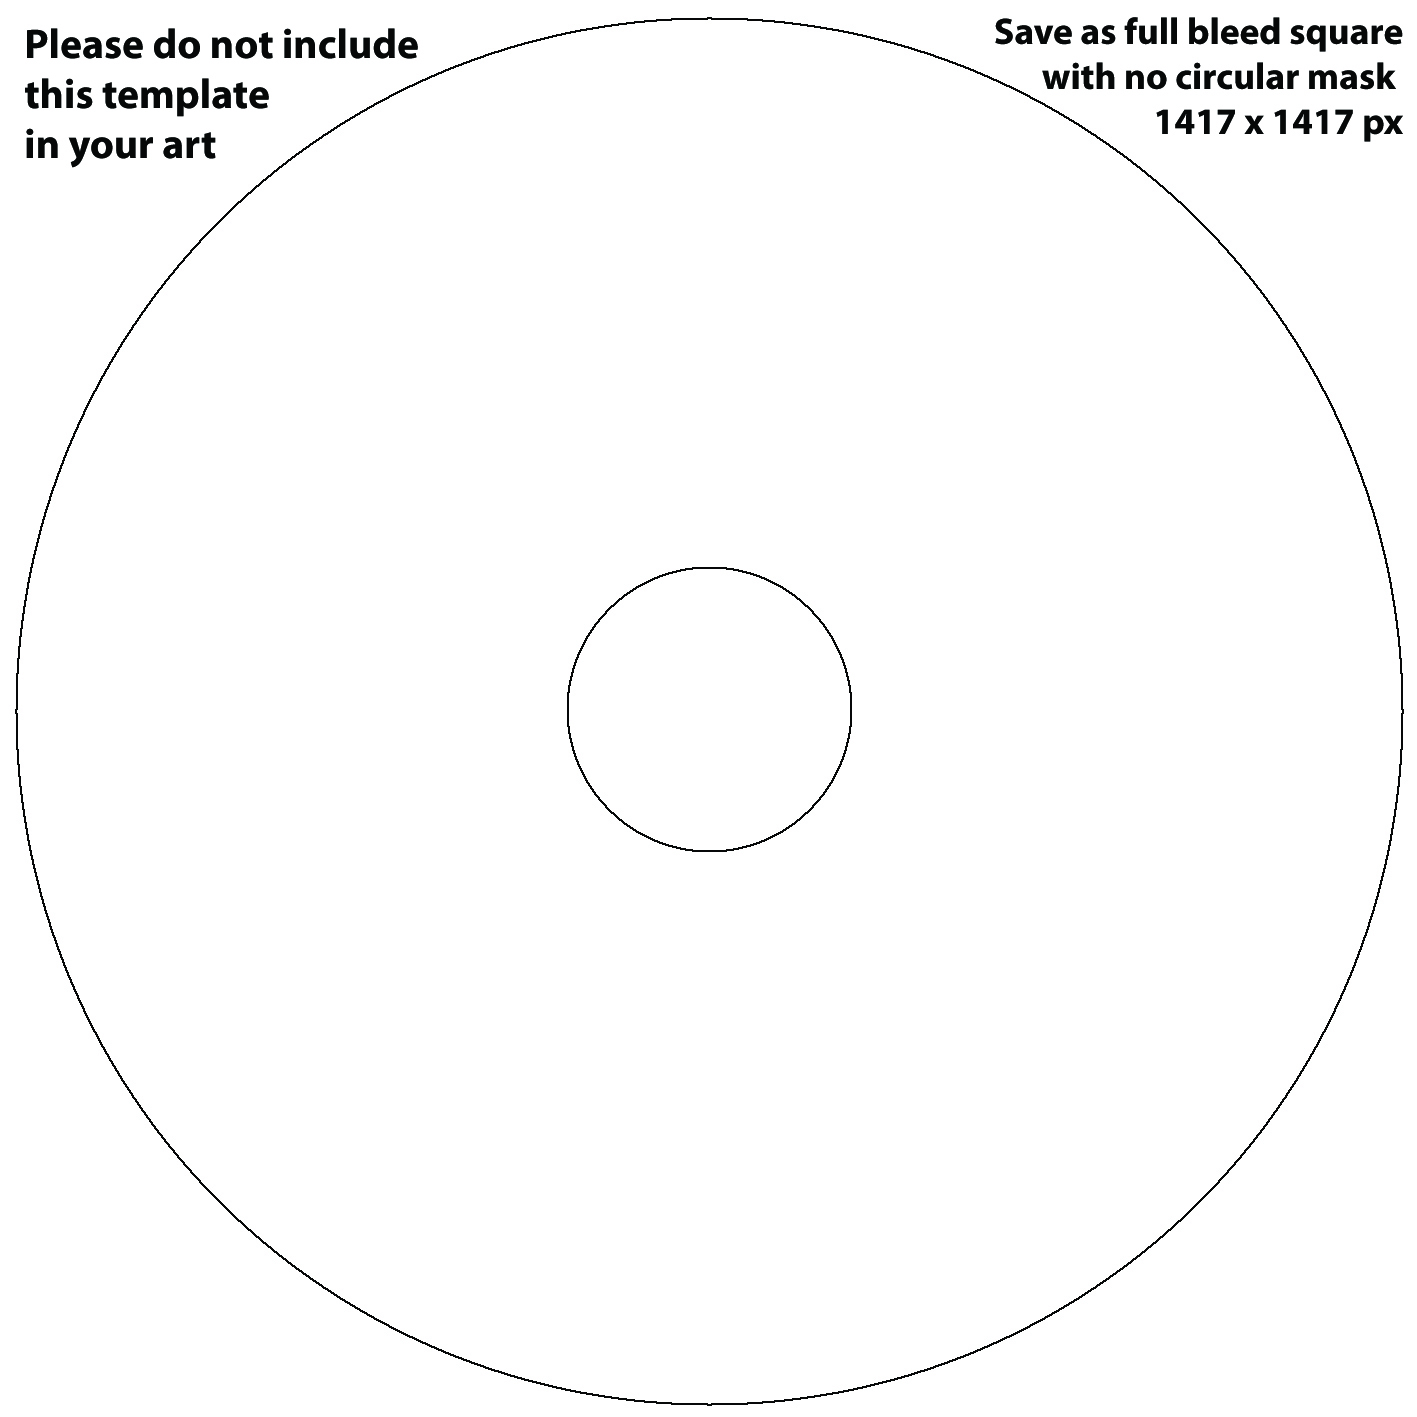 Please do not include
this template
in your art
Save as full bleed square
with no circular mask
1417 x 1417 px